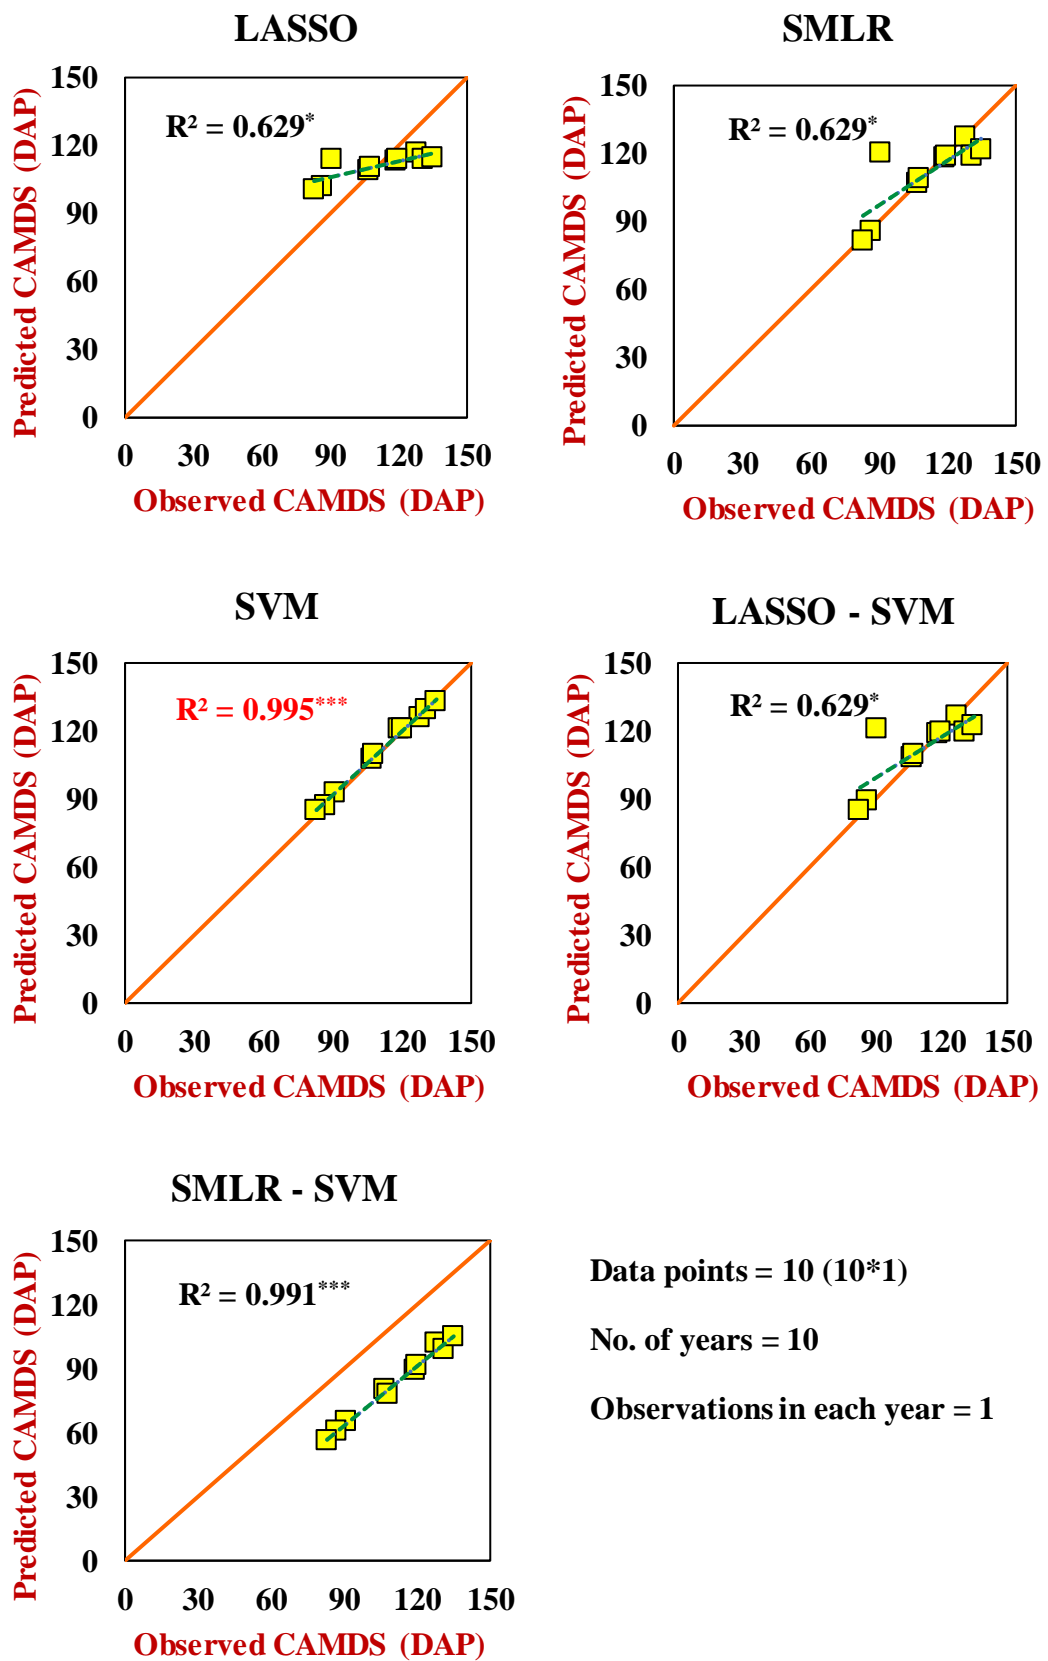 LASSO
R² = 0.629*
Predicted CAMDS (DAP)
150
120
90
60
30
0
0 30 60 90 120 150
Observed CAMDS (DAP)
SMLR
R² = 0.629*
Predicted CAMDS (DAP)
150
120
90
60
30
0
0 30 60 90 120 150
Observed CAMDS (DAP)
SVM
R² = 0.995***
Predicted CAMDS (DAP)
150
120
90
60
30
0
0 30 60 90 120 150
Observed CAMDS (DAP)
LASSO - SVM
R² = 0.629*
Predicted CAMDS (DAP)
150
120
90
60
30
0
0 30 60 90 120 150
Observed CAMDS (DAP)
SMLR - SVM
R² = 0.991***
Predicted CAMDS (DAP)
150
120
90
60
30
0
0 30 60 90 120 150
Observed CAMDS (DAP)
Data points = 10 (10*1)
No. of years = 10
Observations in each year = 1